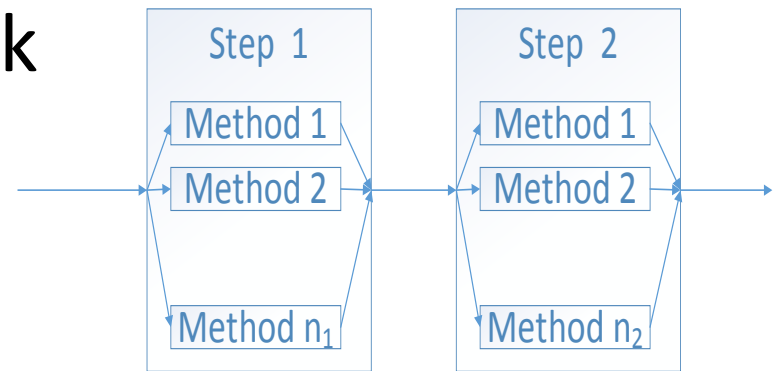 k
Step 1
Method 1
Method 2
Method n₁
Step 2
Method 1
Method 2
Method n₂